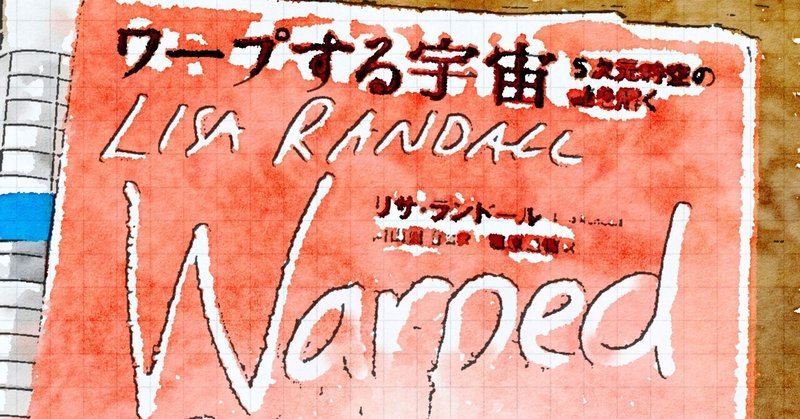 ワープする宇宙
5次元時空の
謎を解く
LISA RANDALL
リサ・ランドール
Warped